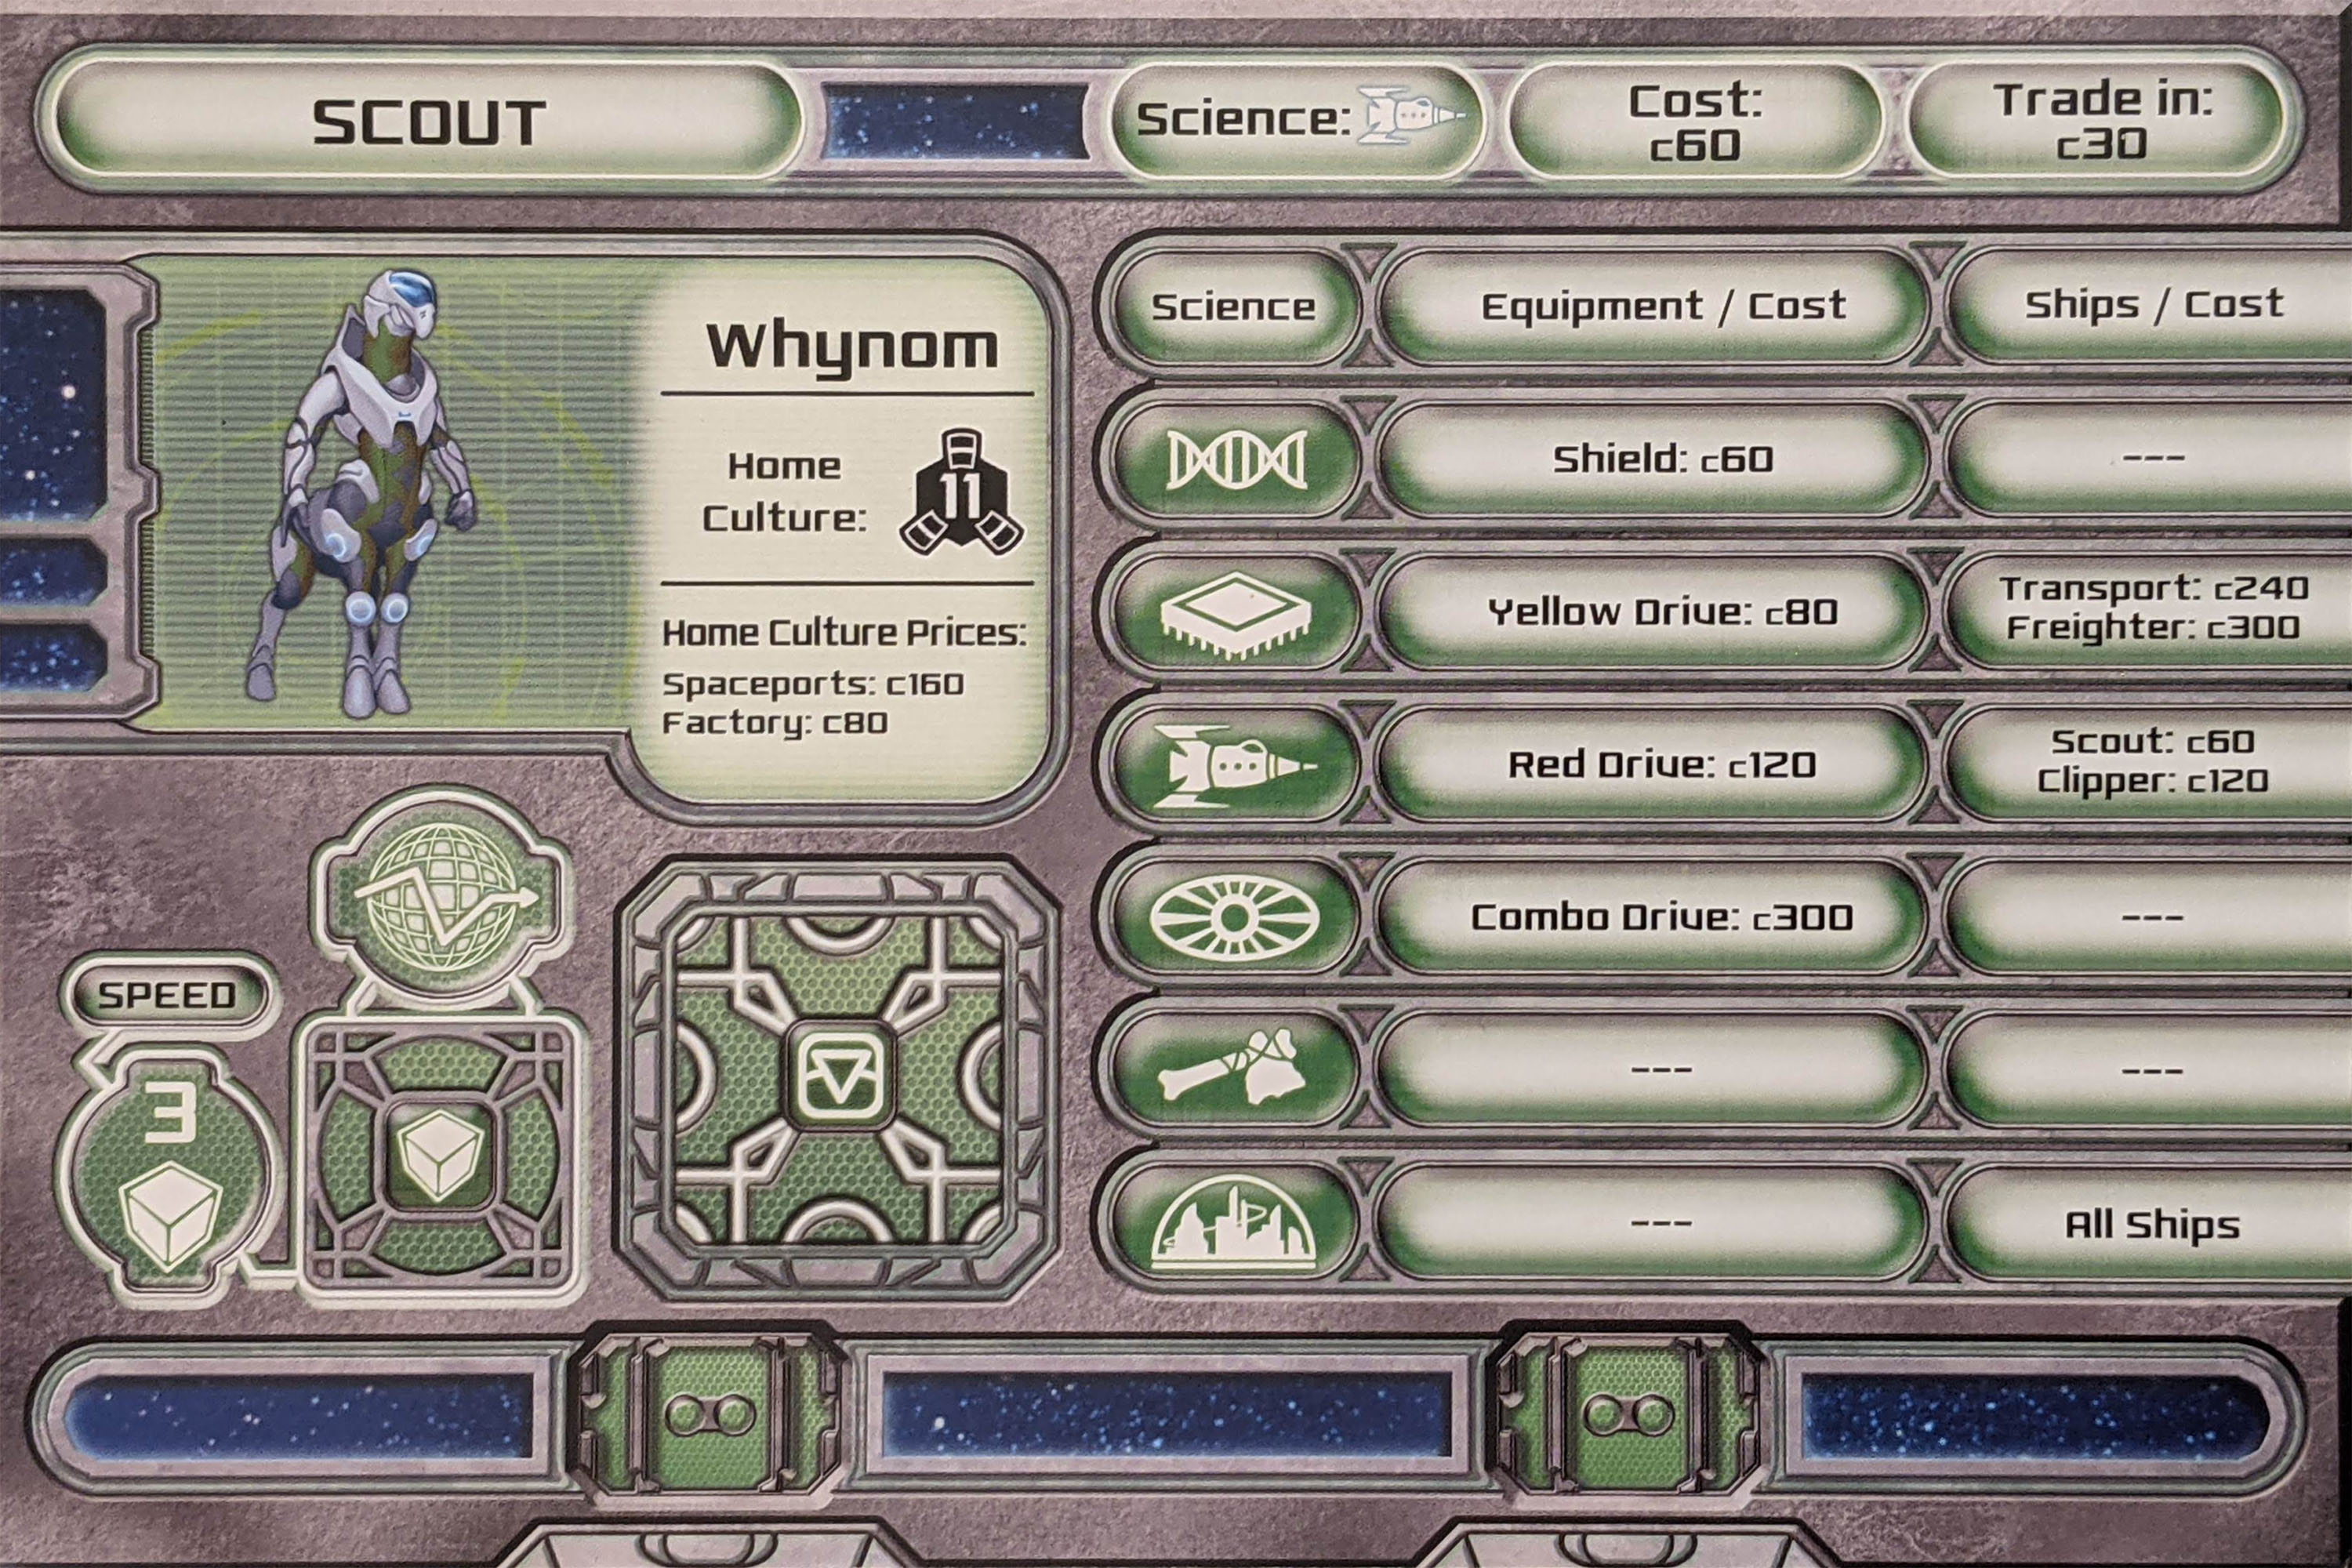 SCOUT
Science:
Cost:
c60
Trade in:
c30
Whynom
Home
Culture:
11
Home Culture Prices:
Spaceports: c160
Factory: c80
SPEED
3
Science
Equipment / Cost
Ships / Cost
Shield: c60
---
Yellow Drive: c80
Transport: c240
Freighter: c300
Red Drive: c120
Scout: c60
Clipper: c120
Combo Drive: c300
---
---
---
---
All Ships